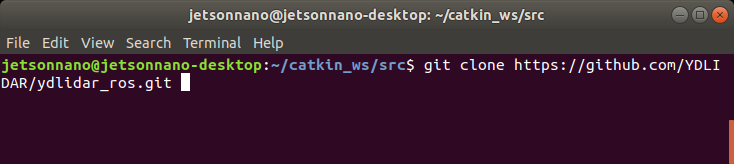 jetsonnano@jetsonnano-desktop: ~/catkin_ws/src
File Edit View Search Terminal Help
jetsonnano@jetsonnano-desktop:~/catkin_ws/src$ git clone https://github.com/YDLI
DAR/ydlidar_ros.git